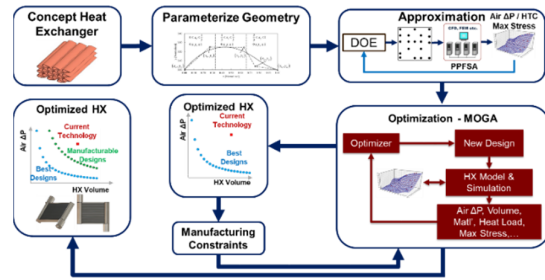 Concept Heat
Exchanger
Parameterize Geometry
Approximation
Air ΔP / HTC
Max Stress
DOE
PPFSA
Optimized HX
Air ΔP
Current
Technology
Manufacturable
Designs
Best
Designs
HX Volume
Optimized HX
Air ΔP
Current
Technology
Best
Designs
HX Volume
Manufacturing
Constraints
Optimization - MOGA
Optimizer
New Design
HX Model &
Simulation
Air ΔP, Volume,
Matl', Heat Load,
Max Stress,...